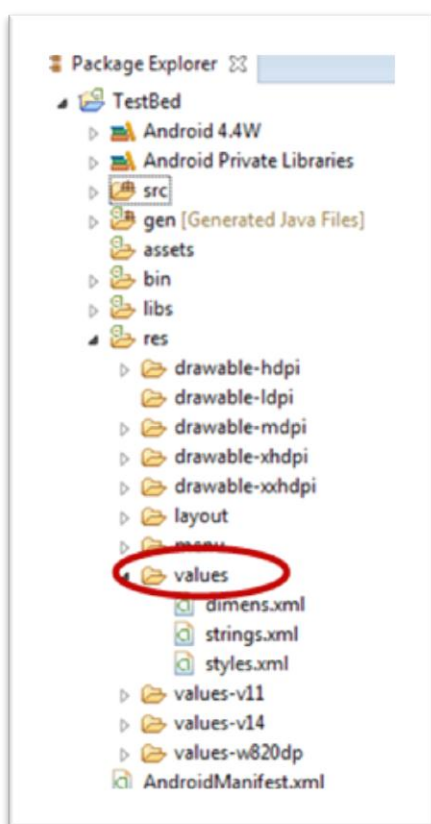 Package Explorer
TestBed
Android 4.4W
Android Private Libraries
src
gen [Generated Java Files]
assets
bin
libs
res
drawable-hdpi
drawable-ldpi
drawable-mdpi
drawable-xhdpi
drawable-xxhdpi
layout
menu
values
dimens.xml
strings.xml
styles.xml
values-v11
values-v14
values-w820dp
AndroidManifest.xml